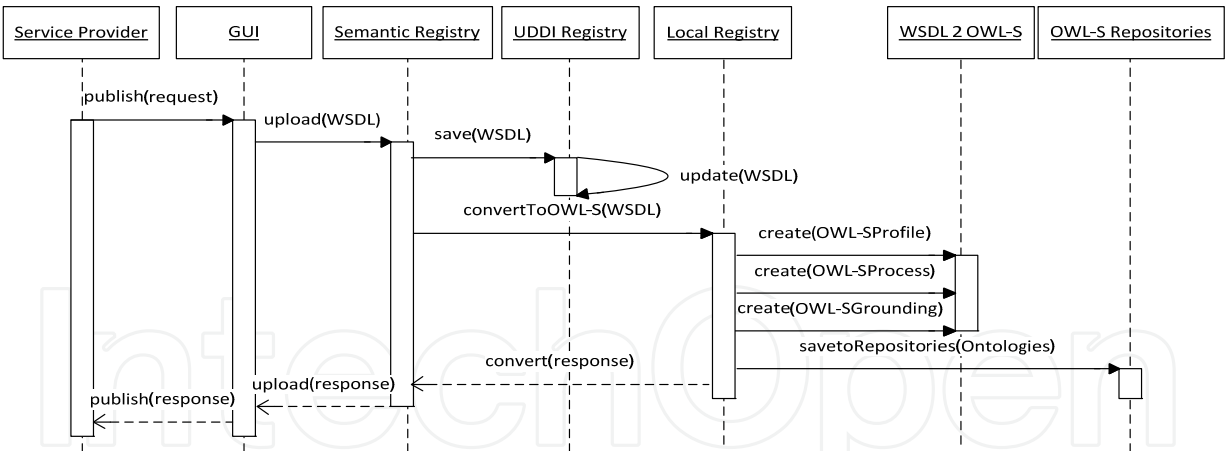 Service Provider
GUI
Semantic Registry
UDDI Registry
Local Registry
WSDL 2 OWL-S
OWL-S Repositories
publish(request)
upload(WSDL)
save(WSDL)
update(WSDL)
convertToOWL-S(WSDL)
create(OWL-SProfile)
create(OWL-SProcess)
create(OWL-SGrounding)
savetoRepositories(Ontologies)
convert(response)
upload(response)
publish(response)
IntechOpen